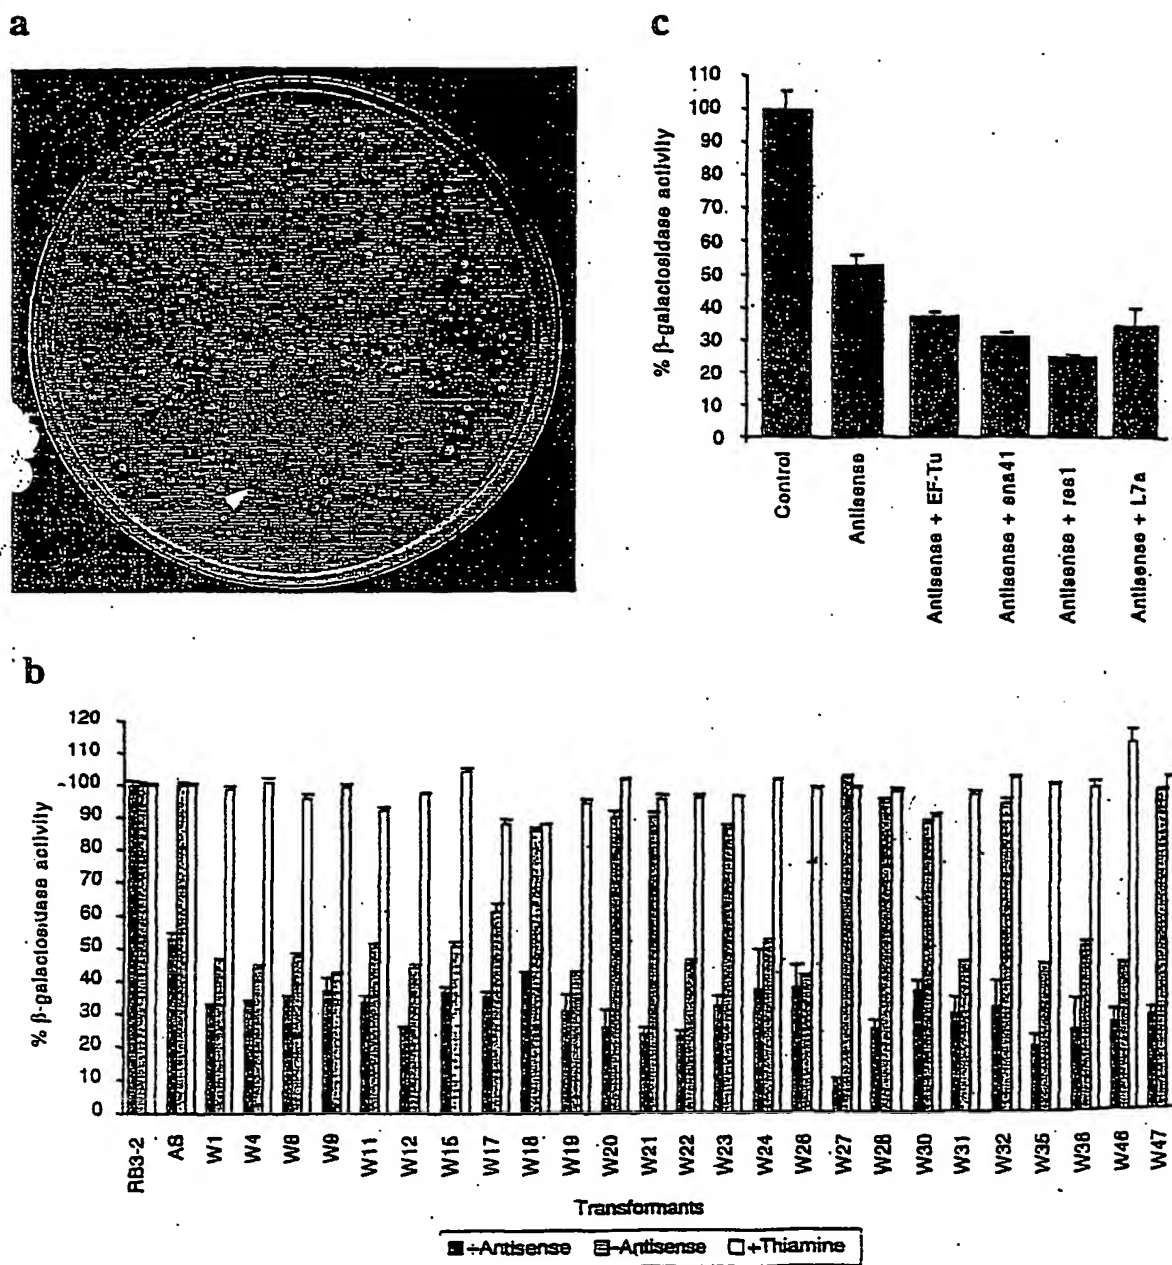 a
c
% β-galactosidase activity
110
100
90
80
70
60
50
40
30
20
10
0
Control
Antisense
Antisense + EF-Tu
Antisense + sna41
Antisense + res1
Antisense + L7a
b
% β-galactosidase activity
120
110
100
90
80
70
60
50
40
30
20
10
0
RB3-2
AS
W1
W4
W8
W9
W11
W12
W15
W17
W18
W19
W20
W21
W22
W23
W24
W26
W27
W28
W30
W31
W32
W35
W46
W47
Transformants
+Antisense -Antisense +Thiamine